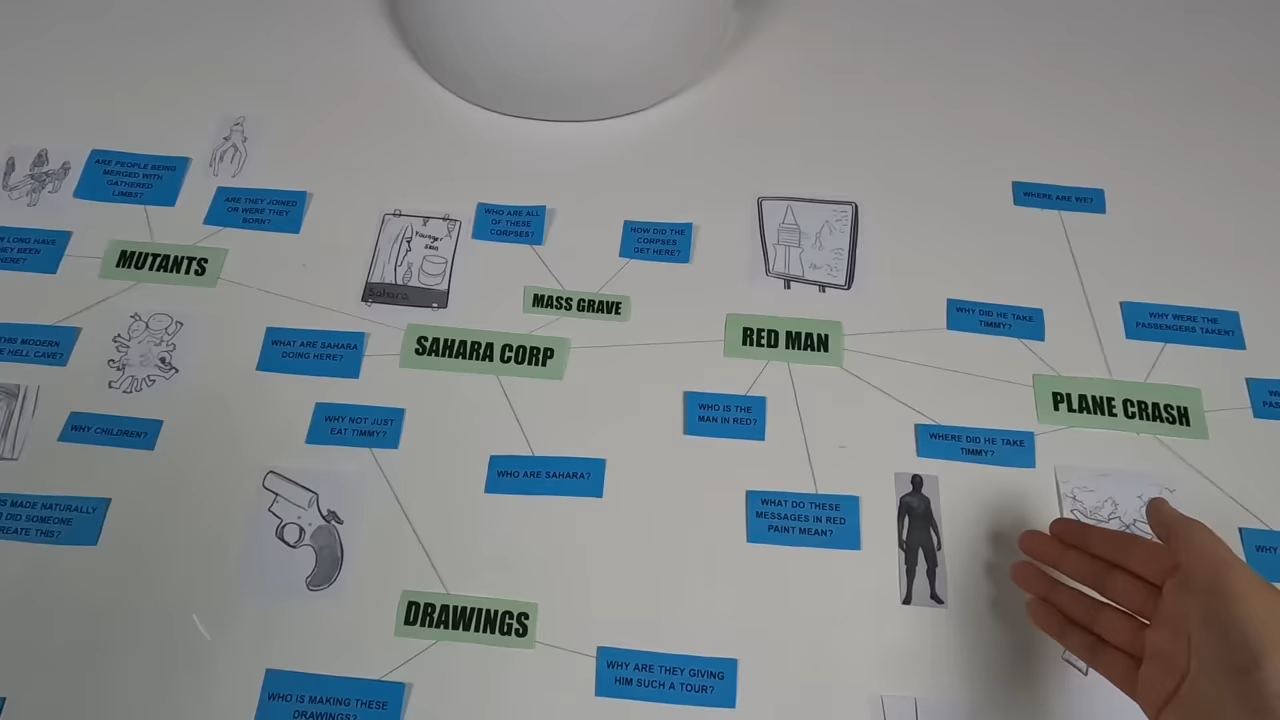 ARE PEOPLE BEING
MERGED WITH
GATHERED
LIMBS?
ARE THEY JOINED
OR WERE THEY
BORN?
LONG HAVE
BEEN
HERE?
MUTANTS
THIS MODERN
HELL CAVE?
WHY CHILDREN?
MADE NATURALLY
DID SOMEONE
THIS?
Younger
Skin
Sahara
WHO ARE ALL
OF THESE
CORPSES?
HOW DID THE
CORPSES
GET HERE?
MASS GRAVE
WHAT ARE SAHARA
DOING HERE?
SAHARA CORP
WHY NOT JUST
EAT TIMMY?
WHO ARE SAHARA?
RED MAN
WHO IS THE
MAN IN RED?
WHAT DO THESE
MESSAGES IN RED
PAINT MEAN?
WHERE ARE WE?
WHY DID HE TAKE
TIMMY?
WHY WERE THE
PASSENGERS TAKEN?
PLANE CRASH
WHERE DID HE TAKE
TIMMY?
WHY
DRAWINGS
WHO IS MAKING THESE
DRAWINGS?
WHY ARE THEY GIVING
HIM SUCH A TOUR?